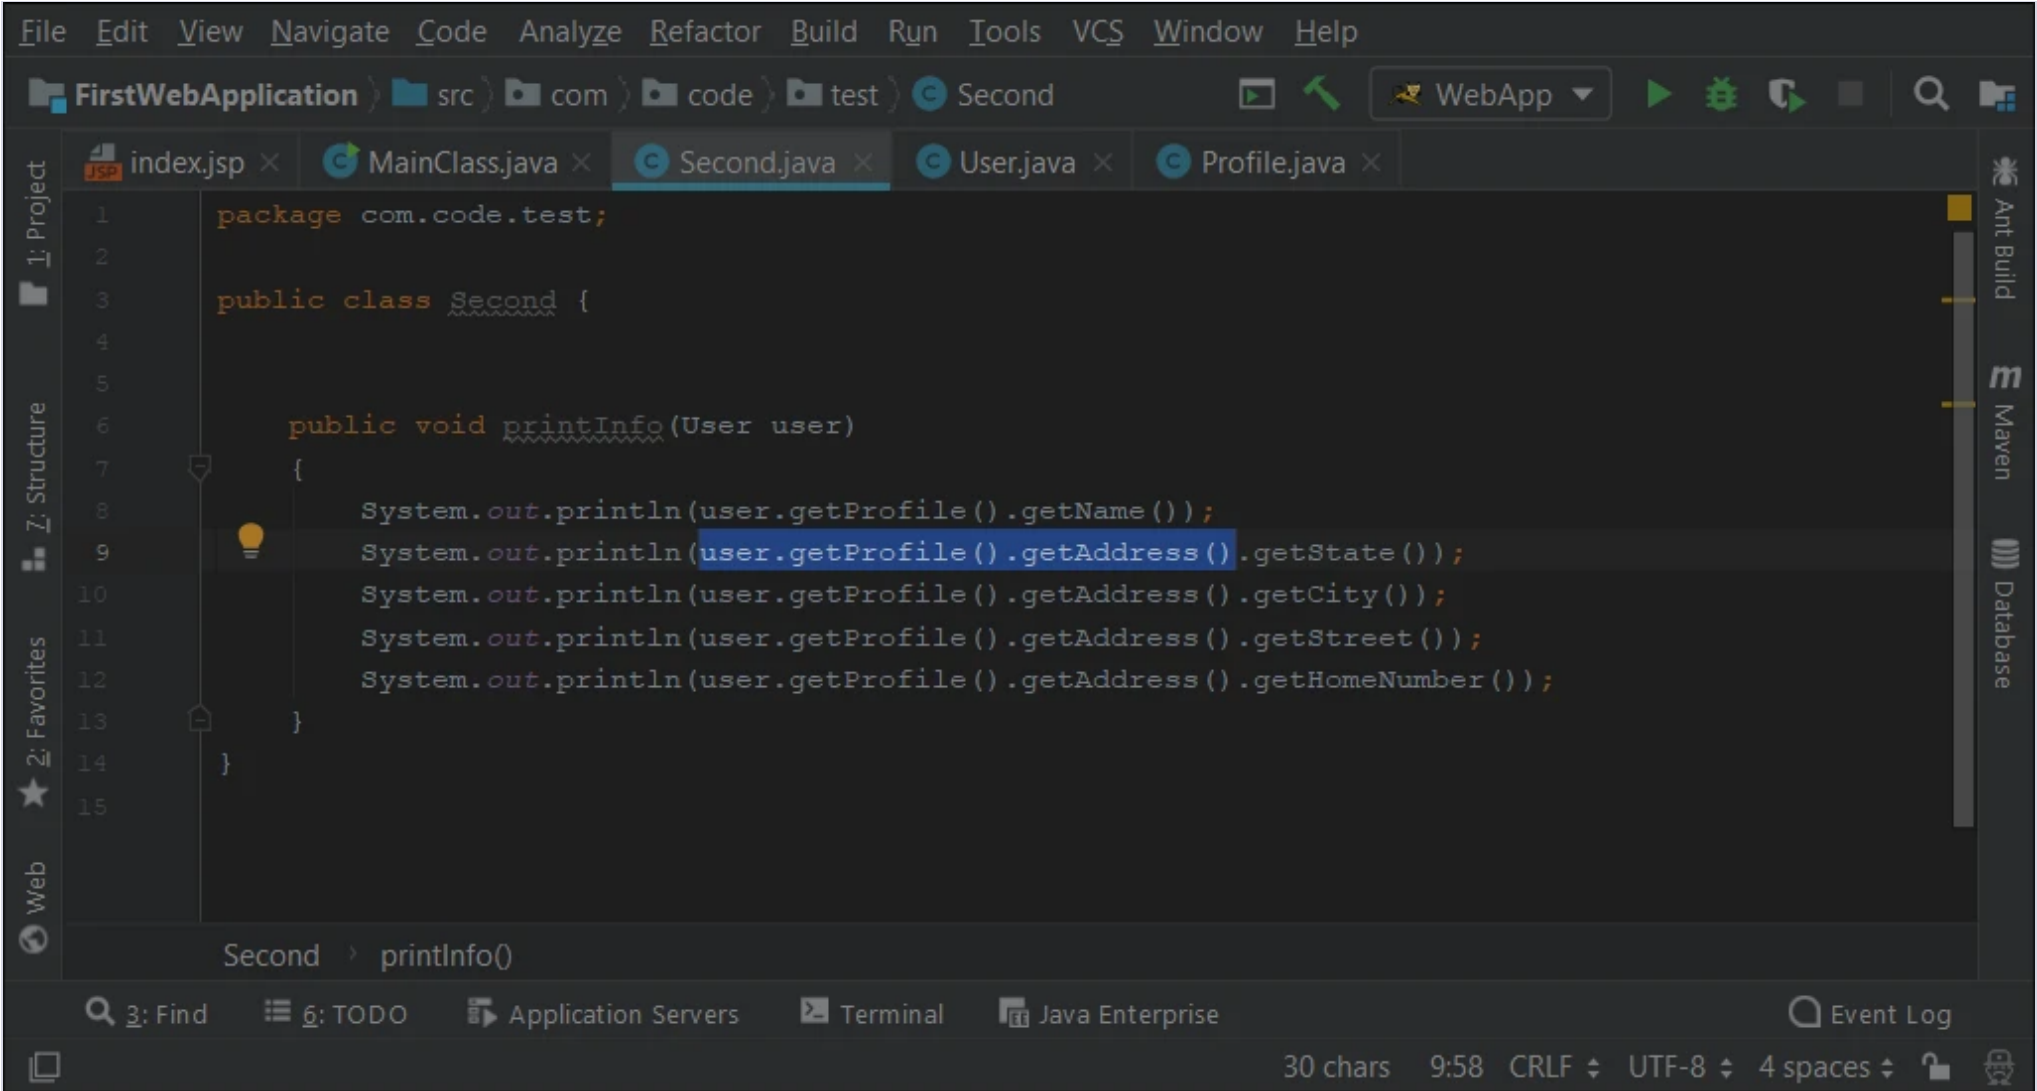 File Edit View Navigate Code Analyze Refactor Build Run Tools VCS Window Help
FirstWebApplication src com code test Second WebApp
index.jsp MainClass.java Second.java User.java Profile.java
1: Project
7: Structure
2: Favorites
Web
1 package com.code.test;
2
3 public class Second {
4
5
6 public void printInfo(User user)
7 {
8 System.out.println(user.getProfile().getName());
9 System.out.println(user.getProfile().getAddress().getState());
10 System.out.println(user.getProfile().getAddress().getCity());
11 System.out.println(user.getProfile().getAddress().getStreet());
12 System.out.println(user.getProfile().getAddress().getHomeNumber());
13 }
14 }
15
Ant Build
m Maven
Database
Second printInfo()
3: Find 6: TODO Application Servers Terminal Java Enterprise Event Log
30 chars 9:58 CRLF UTF-8 4 spaces